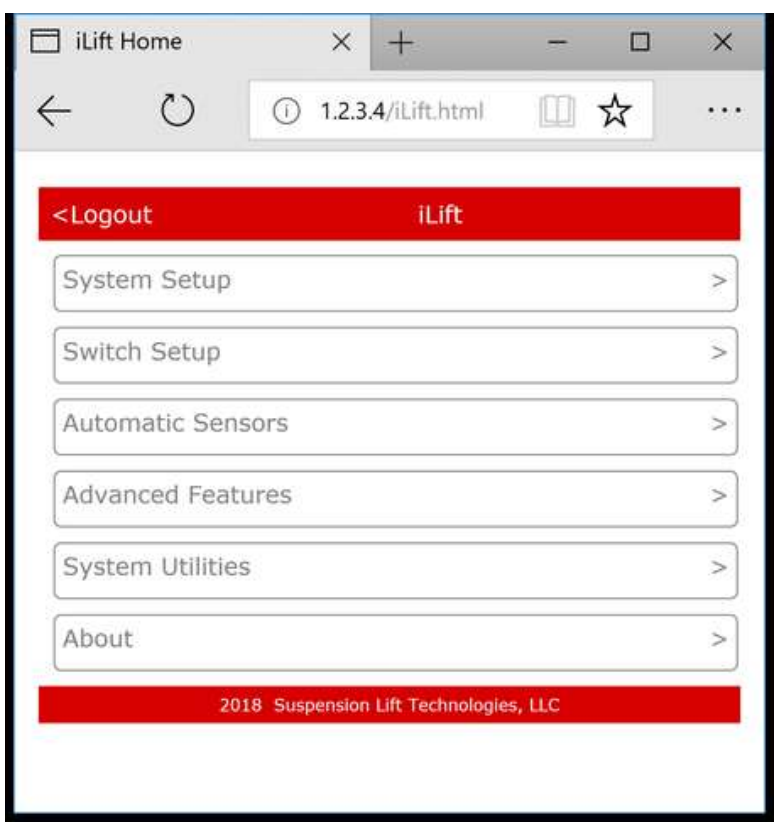 iLift Home
1.2.3.4/iLift.html
<Logout iLift
System Setup >
Switch Setup >
Automatic Sensors >
Advanced Features >
System Utilities >
About >
2018 Suspension Lift Technologies, LLC